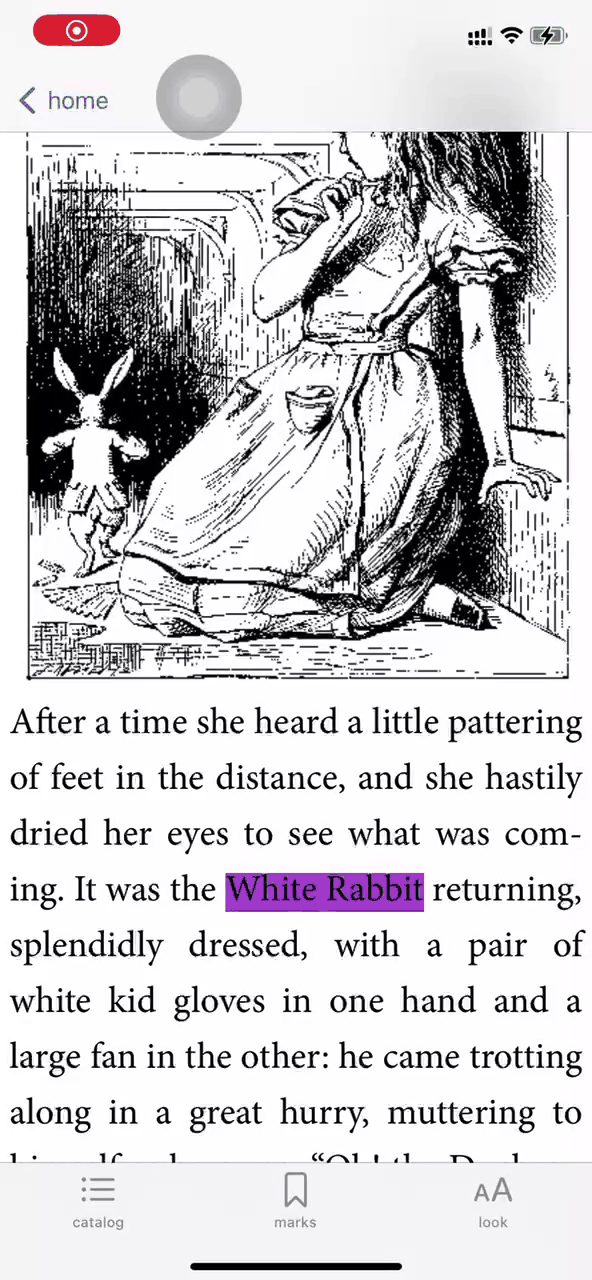 home
After a time she heard a little pattering
of feet in the distance, and she hastily
dried her eyes to see what was com-
ing. It was the White Rabbit returning,
splendidly dressed, with a pair of
white kid gloves in one hand and a
large fan in the other: he came trotting
along in a great hurry, muttering to
catalog
marks
AA
look